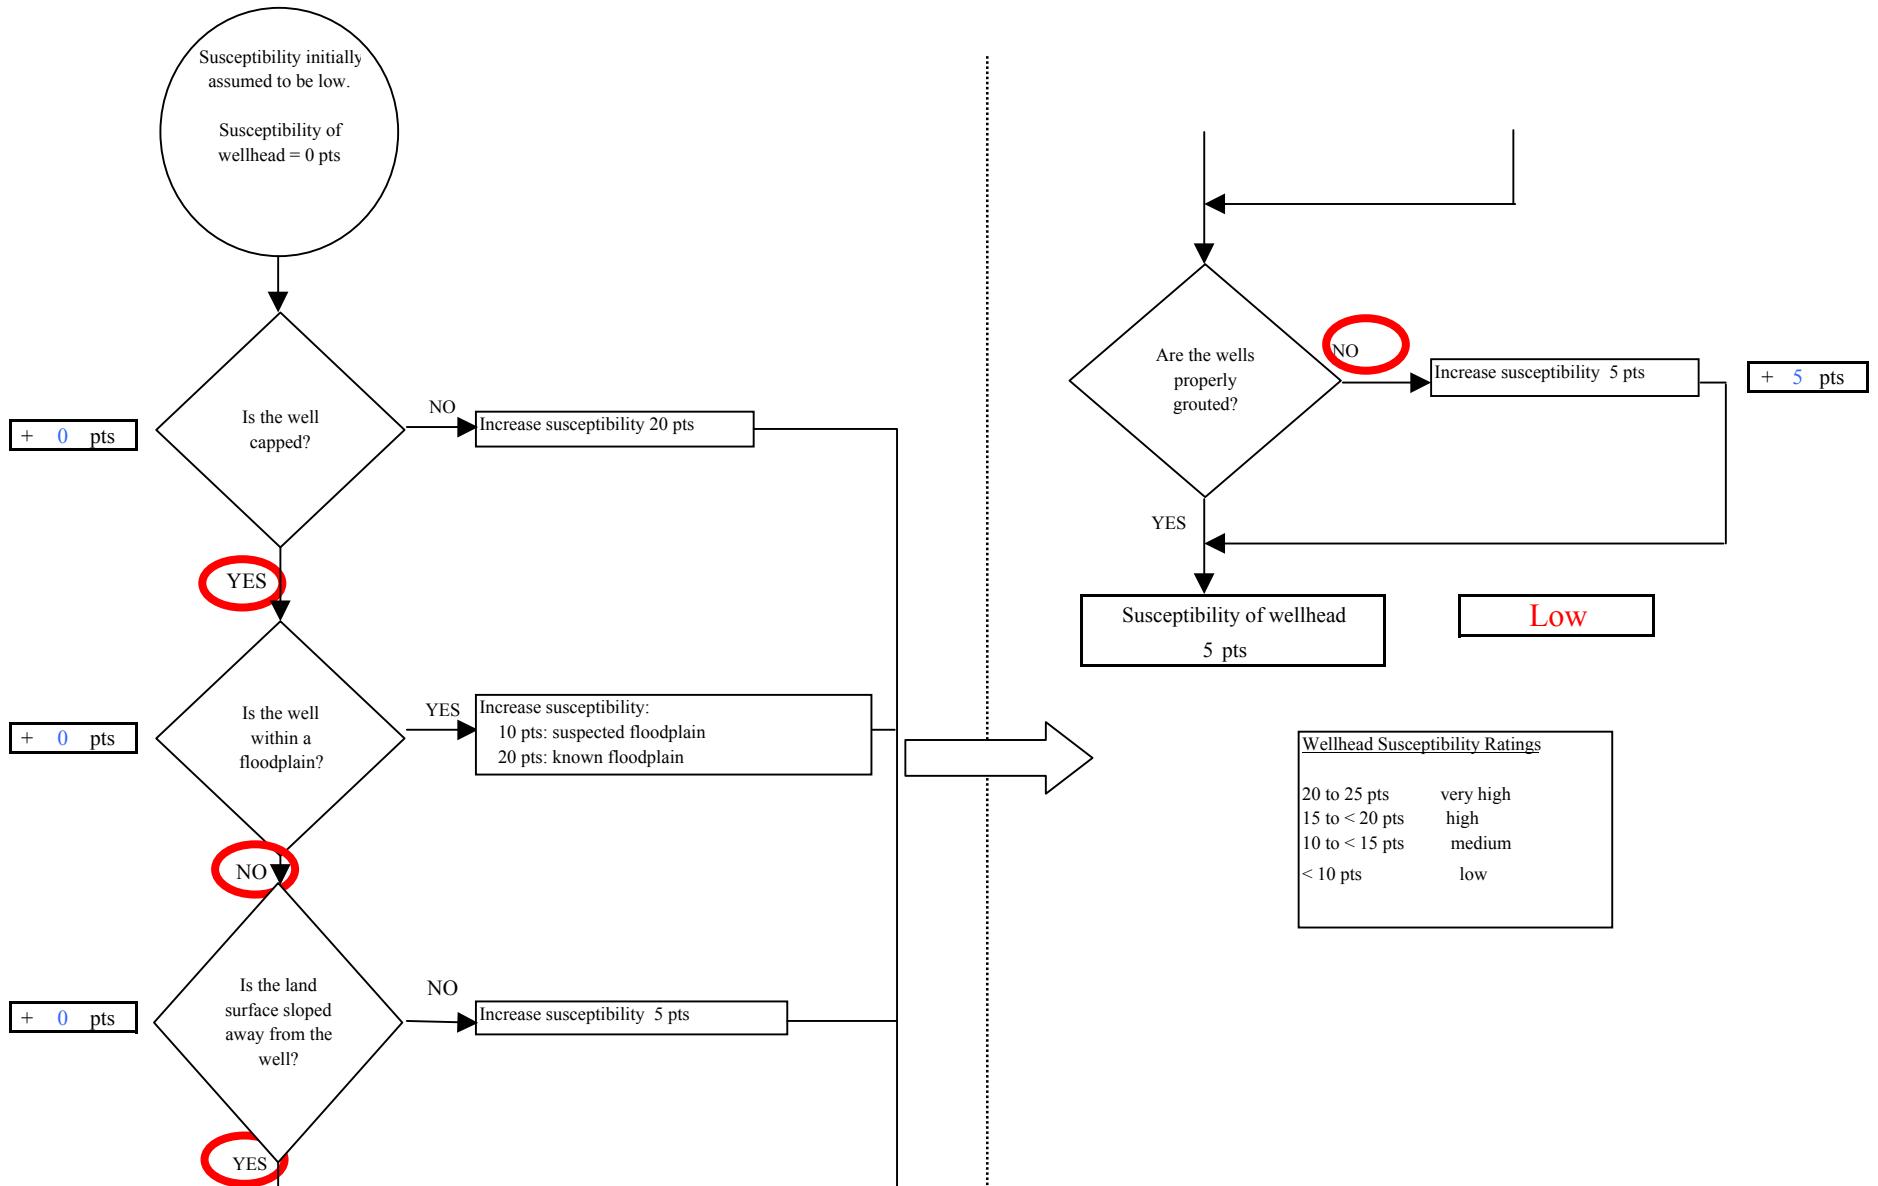 Susceptibility initially
assumed to be low.
Susceptibility of
wellhead = 0 pts
+ 0 pts
Is the well
capped?
NO
Increase susceptibility 20 pts
YES
+ 0 pts
Is the well
within a
floodplain?
YES
Increase susceptibility:
10 pts: suspected floodplain
20 pts: known floodplain
NO
+ 0 pts
Is the land
surface sloped
away from the
well?
NO
Increase susceptibility 5 pts
YES
Are the wells
properly
grouted?
NO
Increase susceptibility 5 pts
+ 5 pts
YES
Susceptibility of wellhead
5 pts
Low
Wellhead Susceptibility Ratings
20 to 25 pts very high
15 to < 20 pts high
10 to < 15 pts medium
< 10 pts low